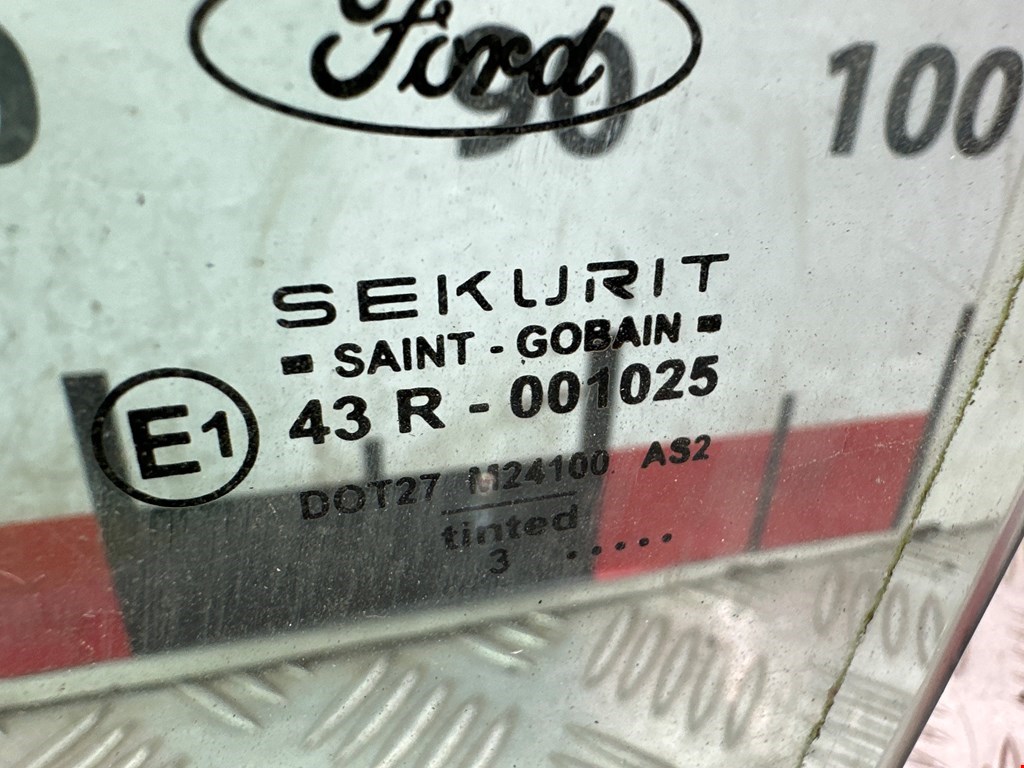 Ford
90 100
SEKURIT
SAINT - GOBAIN
E1 43 R - 001025
DOT27 M24100 AS2
tinted
3 .....